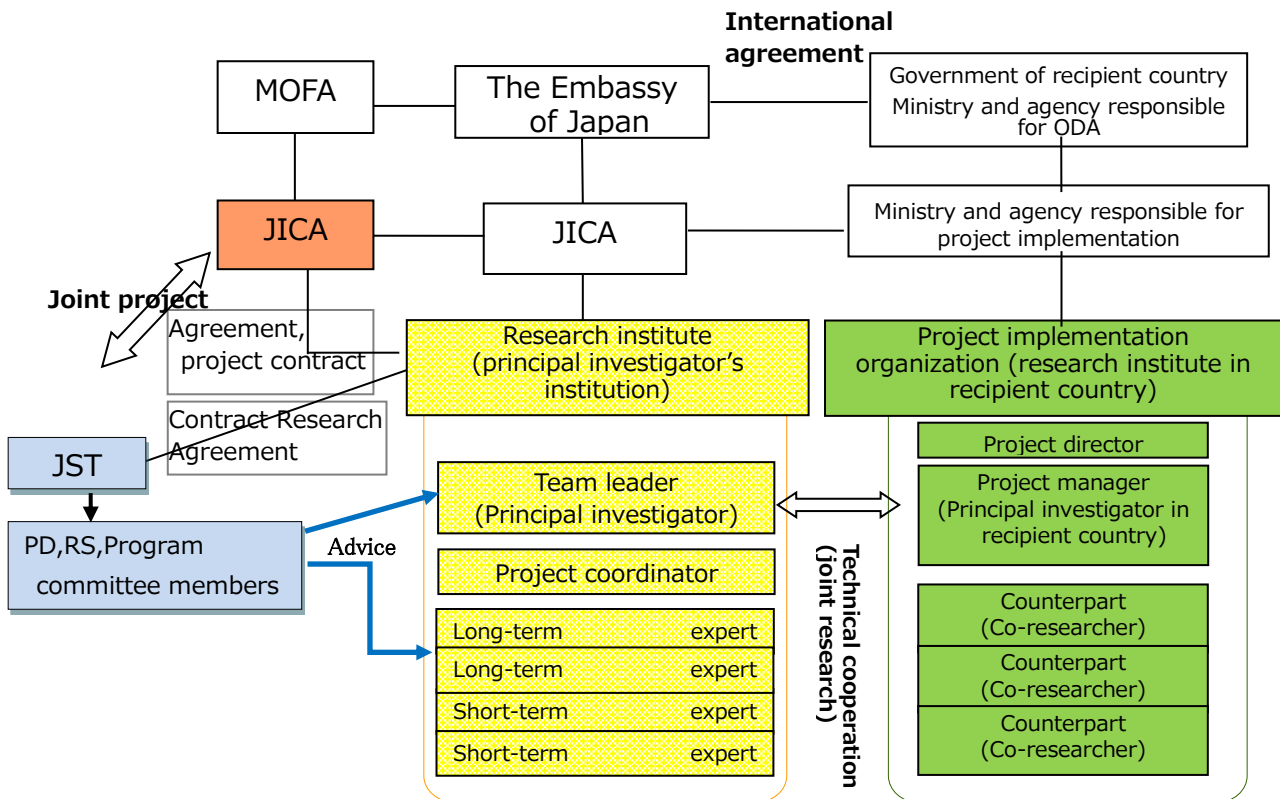 International
agreement
MOFA
The Embassy
of Japan
Government of recipient country
Ministry and agency responsible
for ODA
JICA
JICA
Ministry and agency responsible for
project implementation
Joint project
Agreement,
project contract
Research institute
(principal investigator’s
institution)
Project implementation
organization (research institute in
recipient country)
Contract Research
Agreement
JST
Project director
Team leader
(Principal investigator)
Project manager
(Principal investigator in
recipient country)
PD,RS,Program
committee members
Advice
Project coordinator
Technical cooperation
(joint research)
Long-term expert
Long-term expert
Short-term expert
Short-term expert
Counterpart
(Co-researcher)
Counterpart
(Co-researcher)
Counterpart
(Co-researcher)